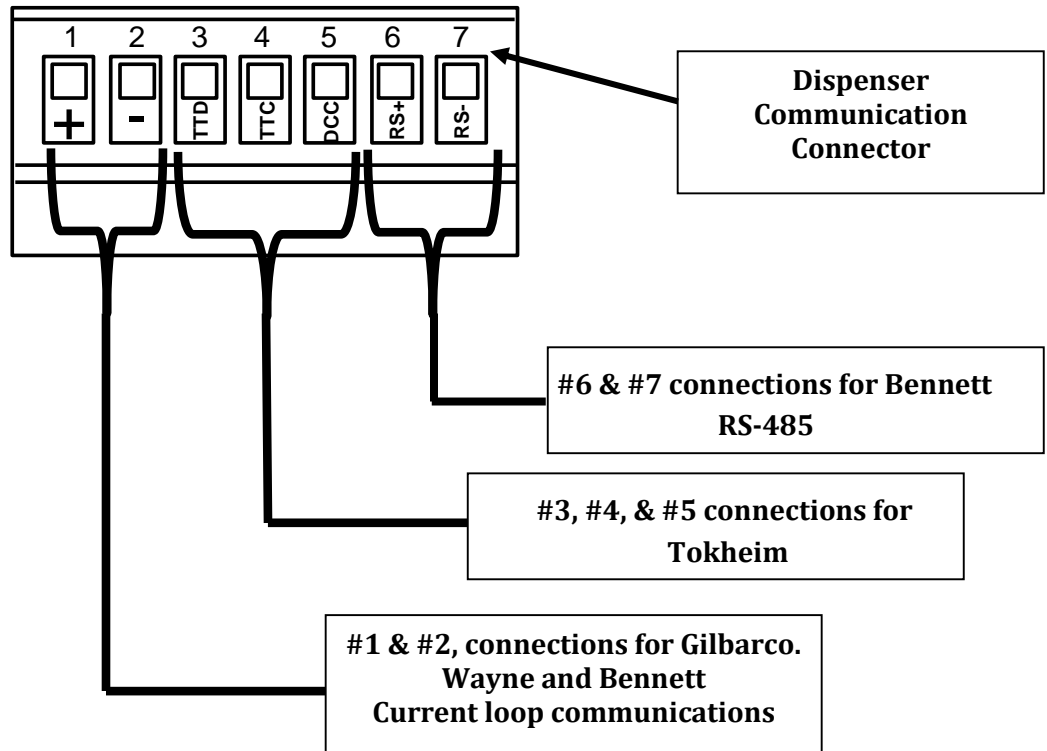 1 2 3 4 5 6 7
+ - TTD TTC DCC RS+ RS-
Dispenser
Communication
Connector
#6 & #7 connections for Bennett
RS-485
#3, #4, & #5 connections for
Tokheim
#1 & #2, connections for Gilbarco.
Wayne and Bennett
Current loop communications